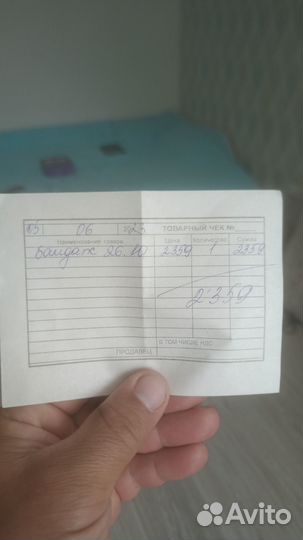 05 06 2023 ТОВАРНЫЙ ЧЕК №
Наименование товара Цена Количество Сумма
Бандаж 26.10 2359 1 2359
2359
В ТОМ ЧИСЛЕ НДС
ПРОДАВЕЦ
Avito